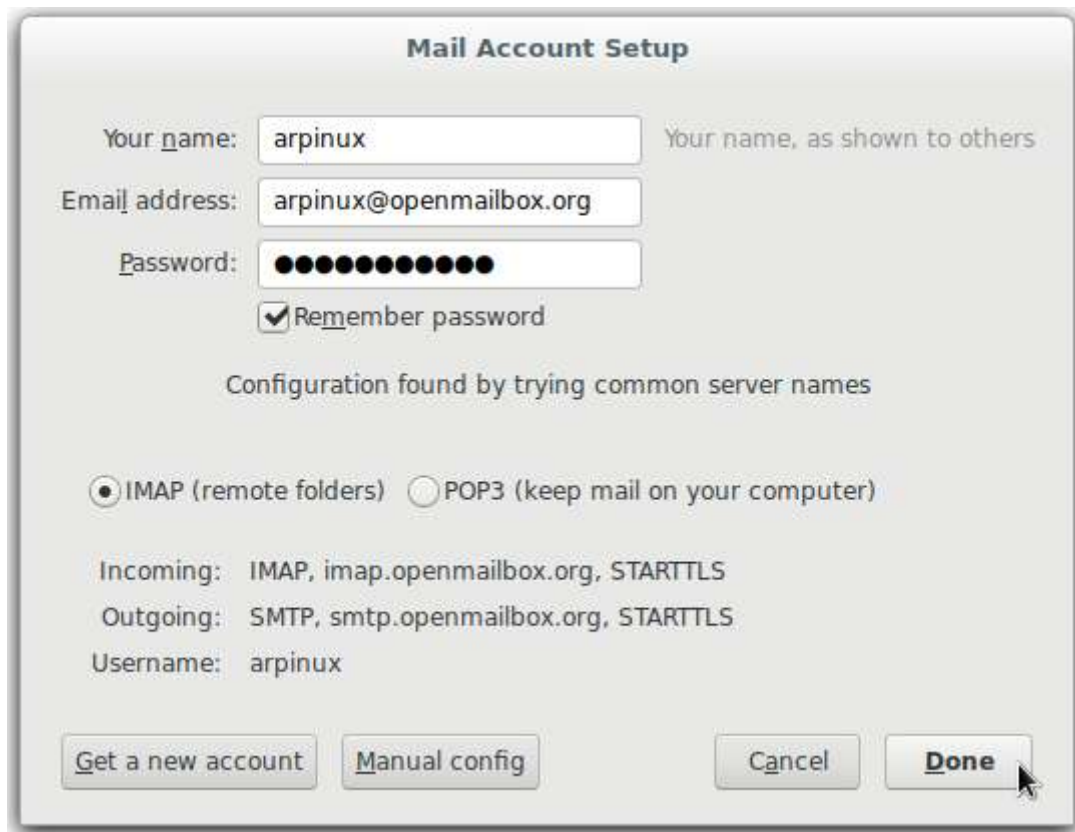 Mail Account Setup
Your name: arpinux Your name, as shown to others
Email address: arpinux@openmailbox.org
Password: ●●●●●●●●●●●
Remember password
Configuration found by trying common server names
IMAP (remote folders) POP3 (keep mail on your computer)
Incoming: IMAP, imap.openmailbox.org, STARTTLS
Outgoing: SMTP, smtp.openmailbox.org, STARTTLS
Username: arpinux
Get a new account Manual config Cancel Done